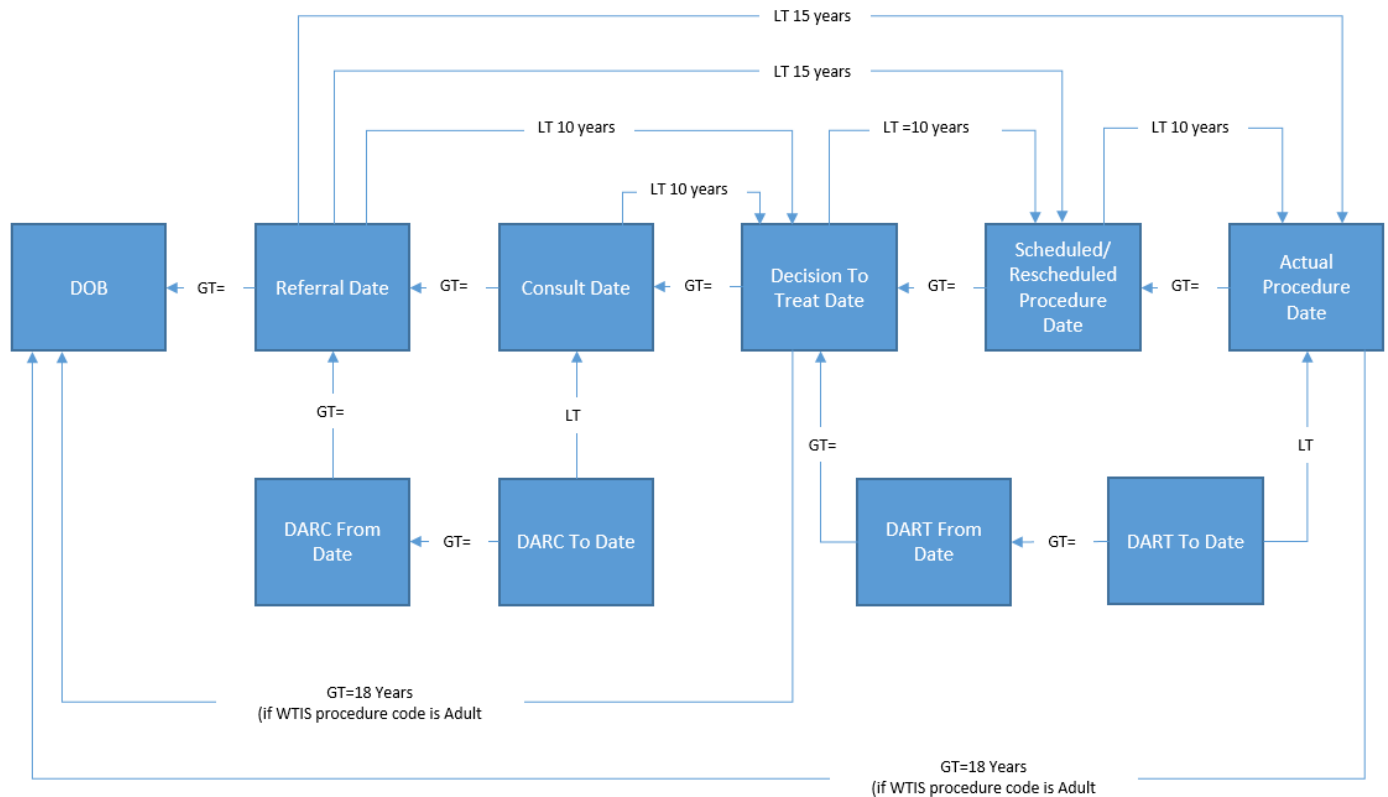 LT 15 years
LT 15 years
LT 10 years
LT =10 years
LT 10 years
LT 10 years
DOB
GT=
Referral Date
GT=
Consult Date
GT=
Decision To
Treat Date
GT=
Scheduled/
Rescheduled
Procedure
Date
GT=
Actual
Procedure
Date
GT=
LT
GT=
LT
DARC From
Date
GT=
DARC To Date
DART From
Date
GT=
DART To Date
GT=18 Years
(if WTIS procedure code is Adult
GT=18 Years
(if WTIS procedure code is Adult